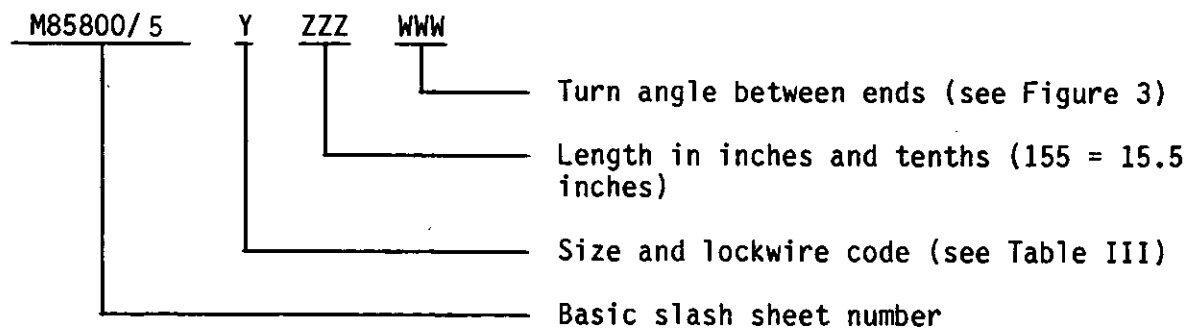 M85800/5 Y ZZZ WWW
Turn angle between ends (see Figure 3)
Length in inches and tenths (155 = 15.5
inches)
Size and lockwire code (see Table III)
Basic slash sheet number